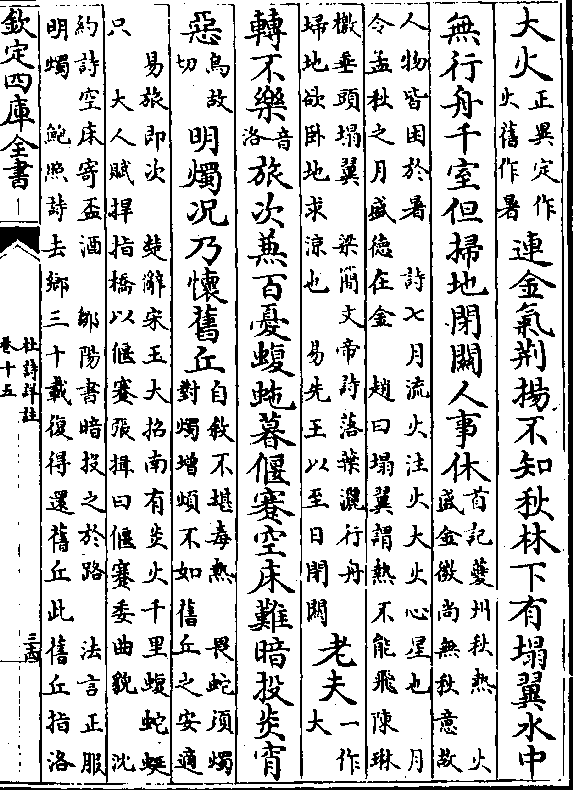 大火正異定作火舊作暑連金氣荆揚不知秋林下有塌翼水中
無行舟千室但掃地閉關人事休首記夔州秋熱火盛金微尚無秋意故
人物皆困於暑 詩七月流火注火大火心星也 月
令孟秋之月盛徳在金 趙曰塌翼謂熱不能飛陳琳
檄垂頭塌翼 梁簡文帝詩落葉灑行舟
掃地欲卧地求涼也 易先王以至日閉關老夫一作大
轉不樂音洛旅次兼百憂蝮虵暮偃蹇空床難暗投炎宵
惡烏故切明燭况乃懷舊丘自敘不堪毒熱 畏蛇須燭對燭增煩不如舊丘之安適
易旅即次 楚辭宋玉大招南有炎火千里蝮蛇蜒
只 大人賦掉指橋以偃蹇張揖曰偃蹇委曲貌 沈
約詩空床寄盃酒 鄒陽書暗投之於路 法言正服
明燭 鮑照詩去鄉三十載復得還舊丘此舊丘指洛
欽定四庫全書
杜詩詳註
卷十五